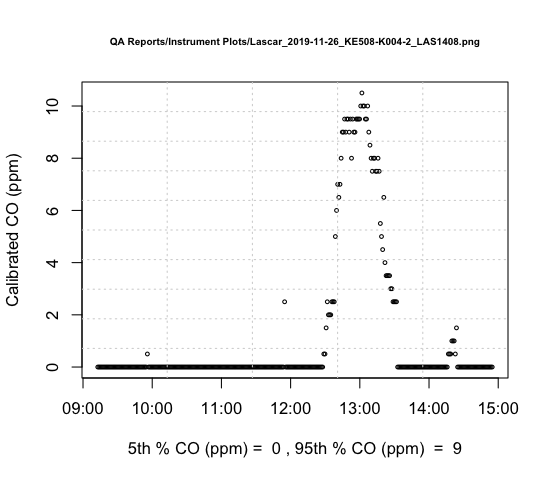 QA Reports/Instrument Plots/Lascar_2019-11-26_KE508-K004-2_LAS1408.png
Calibrated CO (ppm)
10
8
6
4
2
0
09:00 10:00 11:00 12:00 13:00 14:00 15:00
5th % CO (ppm) = 0 , 95th % CO (ppm) = 9